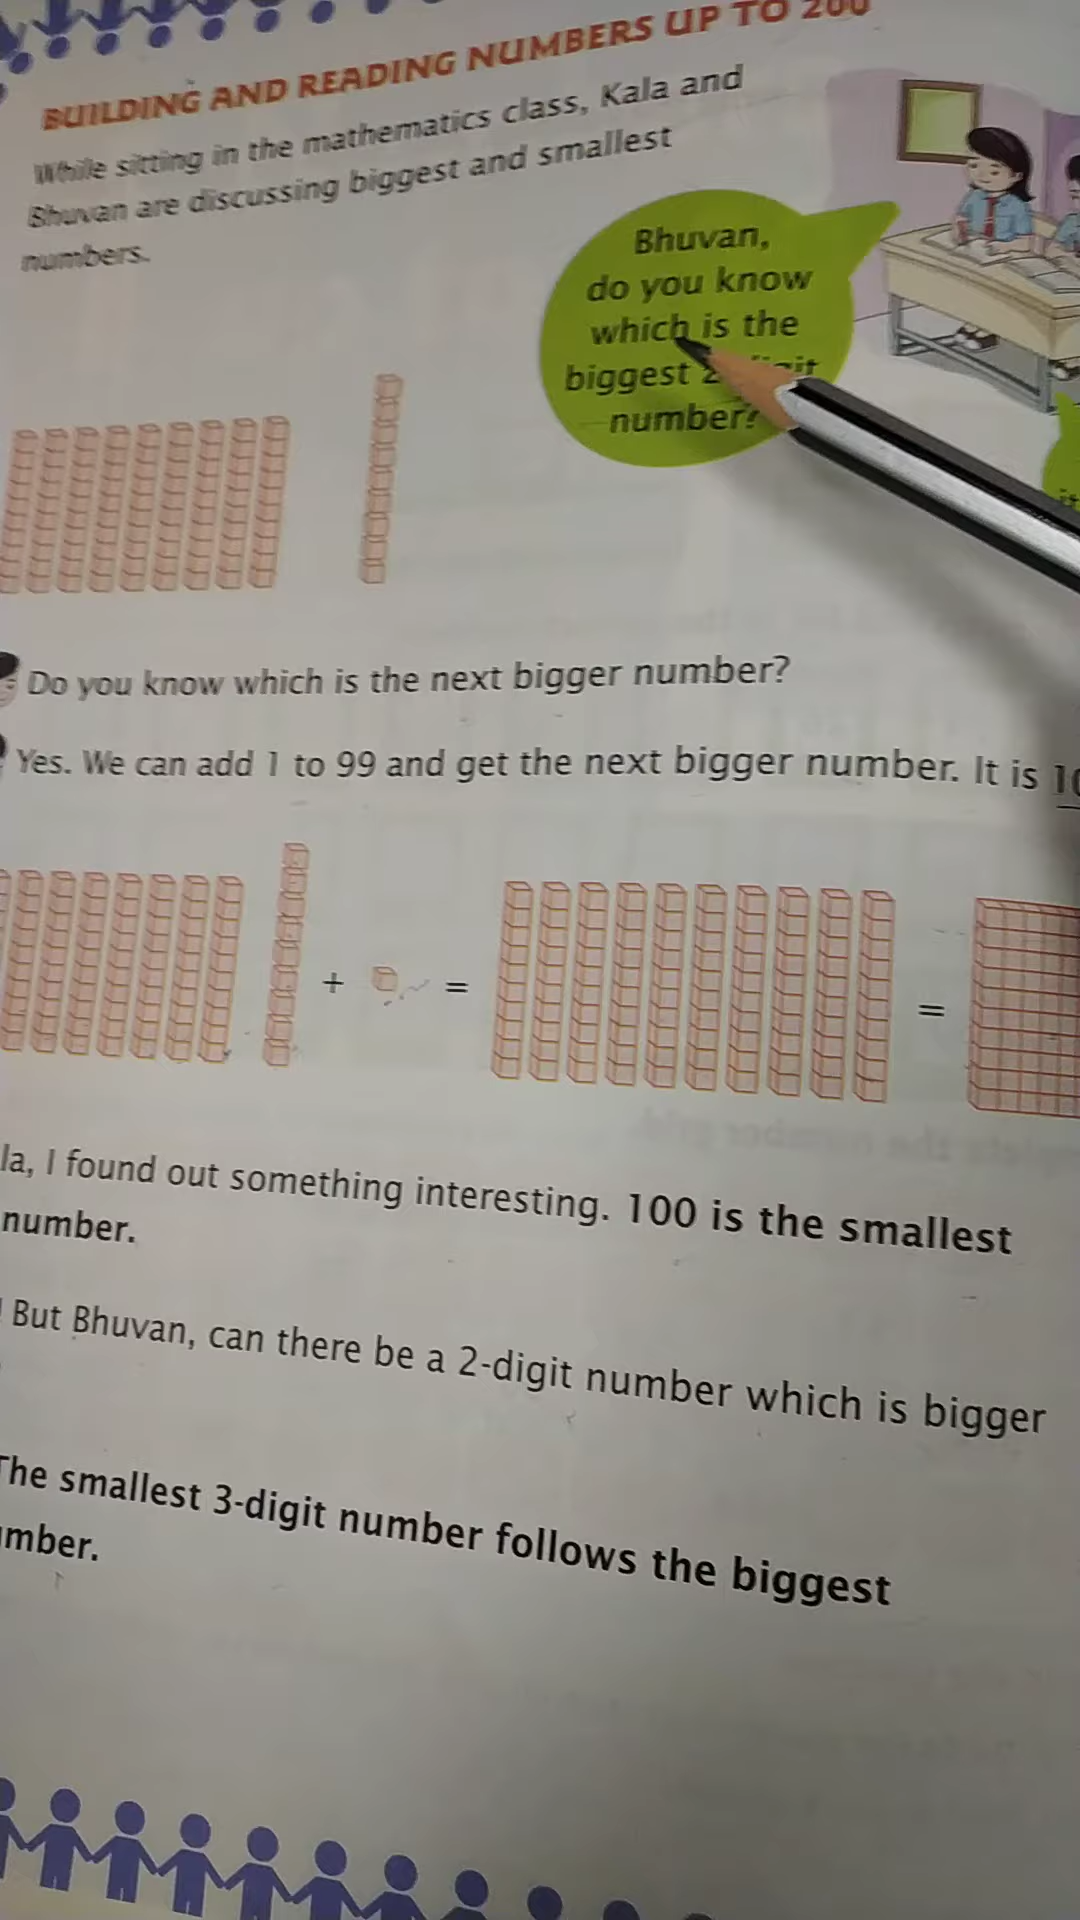 BUILDING AND READING NUMBERS UP TO 200
While sitting in the mathematics class, Kala and
Bhuvan are discussing biggest and smallest
numbers.
Bhuvan,
do you know
which is the
biggest
number?
Do you know which is the next bigger number?
Yes. We can add 1 to 99 and get the next bigger number. It is
+ = =
I found out something interesting. 100 is the smallest
number.
But Bhuvan, can there be a 2-digit number which is bigger
The smallest 3-digit number follows the biggest